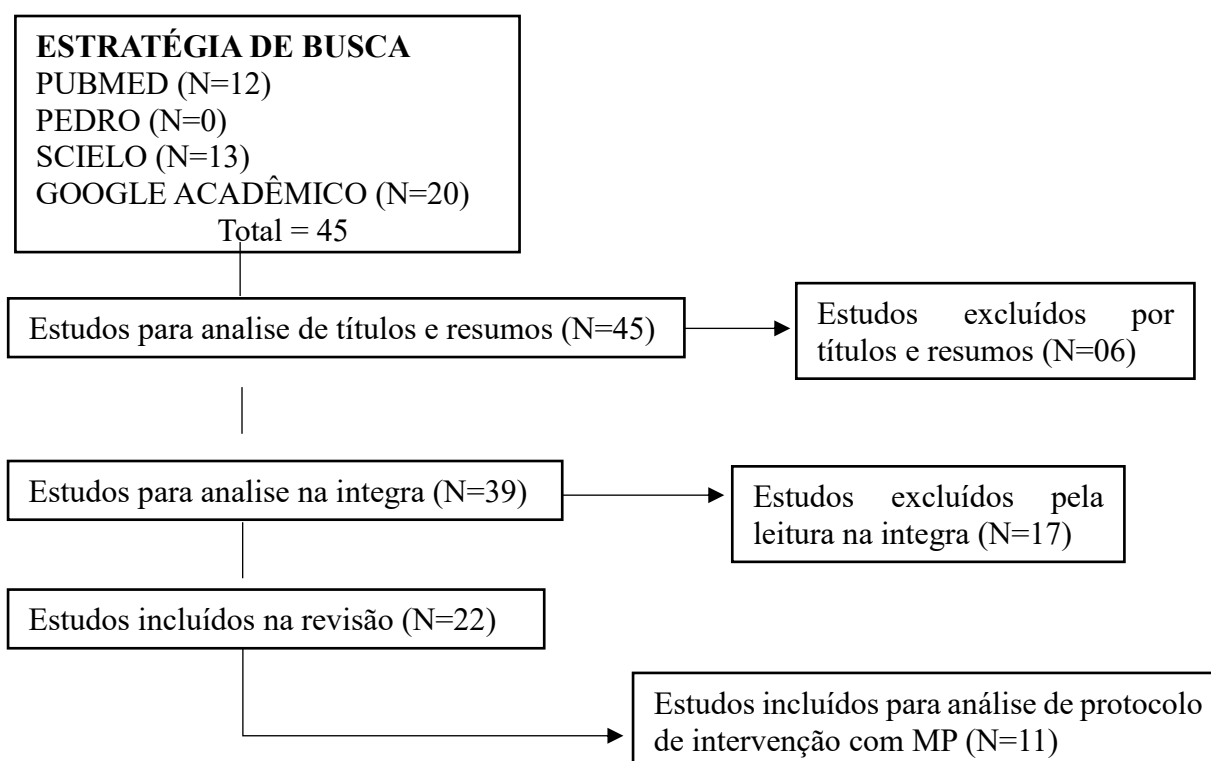 ESTRATÉGIA DE BUSCA
PUBMED (N=12)
PEDRO (N=0)
SCIELO (N=13)
GOOGLE ACADÊMICO (N=20)
Total = 45
Estudos para analise de títulos e resumos (N=45)
Estudos excluídos por
títulos e resumos (N=06)
Estudos para analise na integra (N=39)
Estudos excluídos pela
leitura na integra (N=17)
Estudos incluídos na revisão (N=22)
Estudos incluídos para análise de protocolo
de intervenção com MP (N=11)